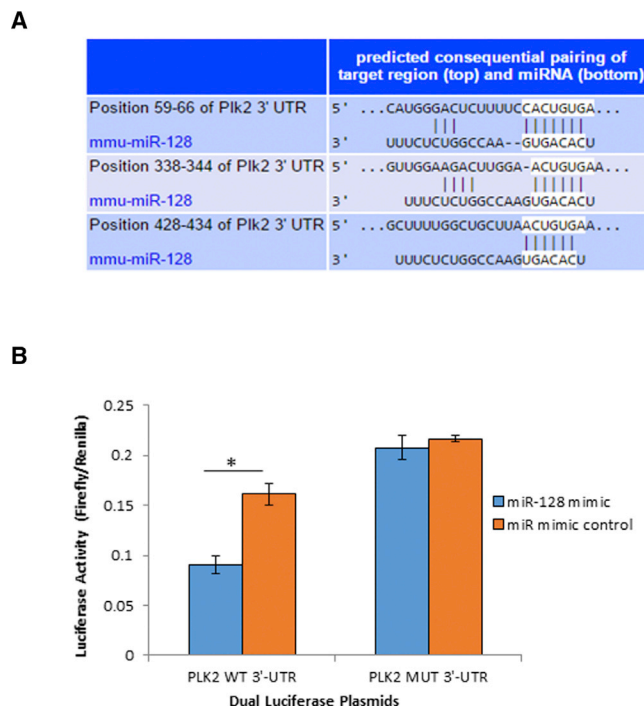 A
predicted consequential pairing of
target region (top) and miRNA (bottom)
Position 59-66 of Plk2 3' UTR 5' ...CAUGGGACUCUUUUCCACUGUGA...
mmu-miR-128 3' UUUCUCUGGCCAA--GUGACACU
Position 338-344 of Plk2 3' UTR 5' ...GUUGGAAGACUUGGA-ACUGUGAA...
mmu-miR-128 3' UUUCUCUGGCCAAGUGACACU
Position 428-434 of Plk2 3' UTR 5' ...GCUUUUGGCUGCUUAACUGUGAA...
mmu-miR-128 3' UUUCUCUGGCCAAGUGACACU
B
Luciferase Activity (Firefly/Renilla)
0.25
0.2
0.15
0.1
0.05
0
*
miR-128 mimic
miR mimic control
PLK2 WT 3'-UTR PLK2 MUT 3'-UTR
Dual Luciferase Plasmids